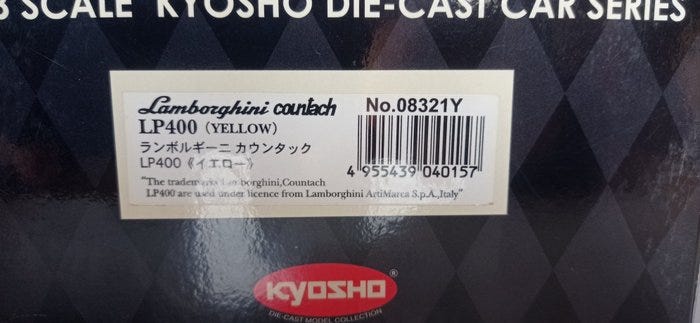 SCALE KYOSHO DIE-CAST CAR SERIES
Lamborghini countach
LP400 (YELLOW)
ランボルギーニ カウンタック
LP400《イエロー》
"The trademarks Lamborghini,Countach
LP400 are used under licence from Lamborghini ArtiMarca S.p.A.,Italy"
No.08321Y
4 955439 040157
KYOSHO ®
DIE-CAST MODEL COLLECTION